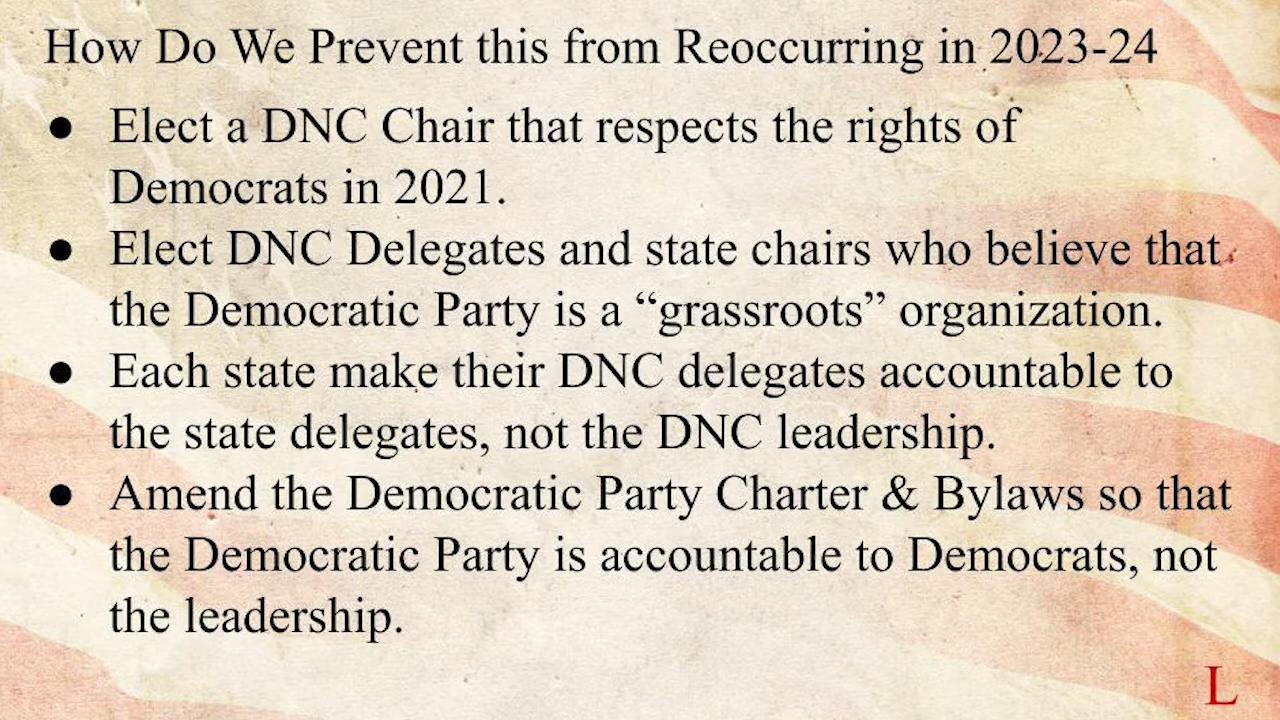 How Do We Prevent this from Reoccurring in 2023-24
● Elect a DNC Chair that respects the rights of
Democrats in 2021.
● Elect DNC Delegates and state chairs who believe that
the Democratic Party is a “grassroots” organization.
● Each state make their DNC delegates accountable to
the state delegates, not the DNC leadership.
● Amend the Democratic Party Charter & Bylaws so that
the Democratic Party is accountable to Democrats, not
the leadership.
L